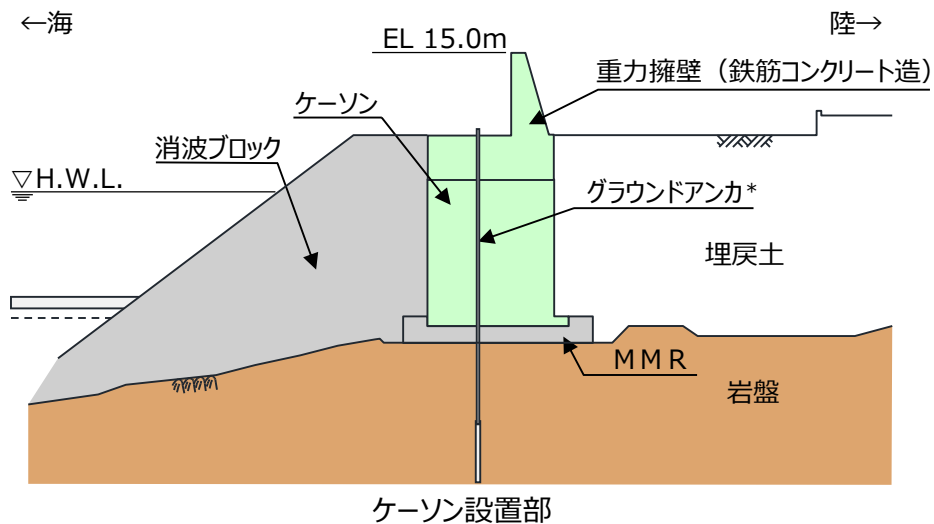 ←海
陸→
EL 15.0m
重力擁壁（鉄筋コンクリート造）
ケーソン
消波ブロック
▽H.W.L.
グラウンドアンカ*
埋戻土
ＭＭＲ
岩盤
ケーソン設置部